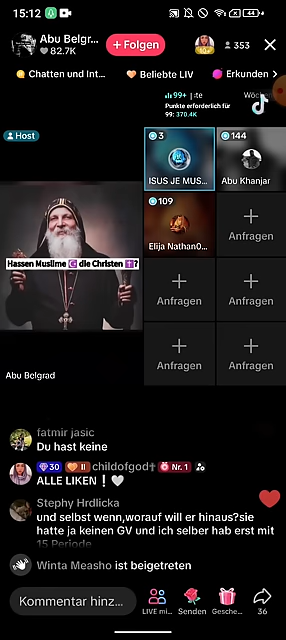 15:12
Abu Belgr...
82.7K
+ Folgen
353
Chatten und Int...
Beliebte LIV
Erkunden
99+
Punkte erforderlich für
99: 370.4K
Host
3
ISUS JE MUS...
144
Abu Khanjar
109
Elija Nathan0...
Anfragen
Anfragen
Anfragen
Anfragen
Anfragen
Hassen Muslime ☪ die Christen ✝?
Abu Belgrad
fatmir jasic
Du hast keine
30 II childofgod✝ Nr. 1
ALLE LIKEN❗🤍
Stephy Hrdlicka
und selbst wenn,worauf will er hinaus?sie
hatte ja keinen GV und ich selber hab erst mit
15 Periode
Winta Measho ist beigetreten
Kommentar hinz...
LIVE mi...
Senden
Gesche...
36